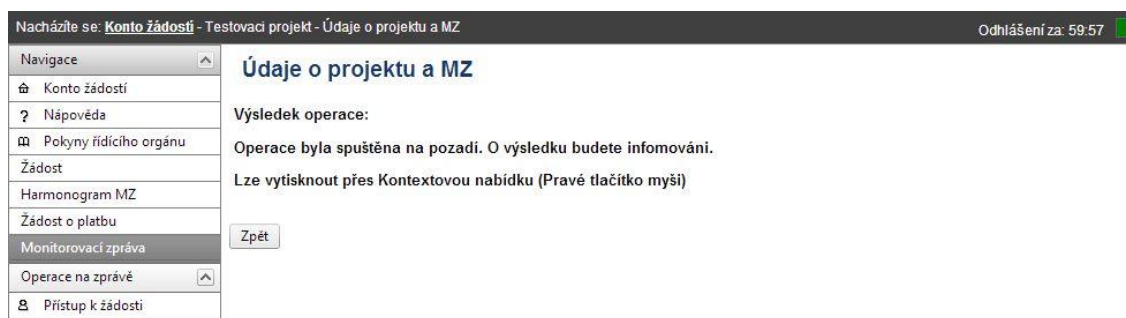 Nacházíte se: Konto žádostí - Testovaci projekt - Údaje o projektu a MZ
Odhlášení za: 59:57
Navigace
Konto žádostí
? Nápověda
Pokyny řídícího orgánu
Žádost
Harmonogram MZ
Žádost o platbu
Monitorovací zpráva
Operace na zprávě
Přístup k žádosti
Údaje o projektu a MZ
Výsledek operace:
Operace byla spuštěna na pozadí. O výsledku budete infomováni.
Lze vytisknout přes Kontextovou nabídku (Pravé tlačítko myši)
Zpět